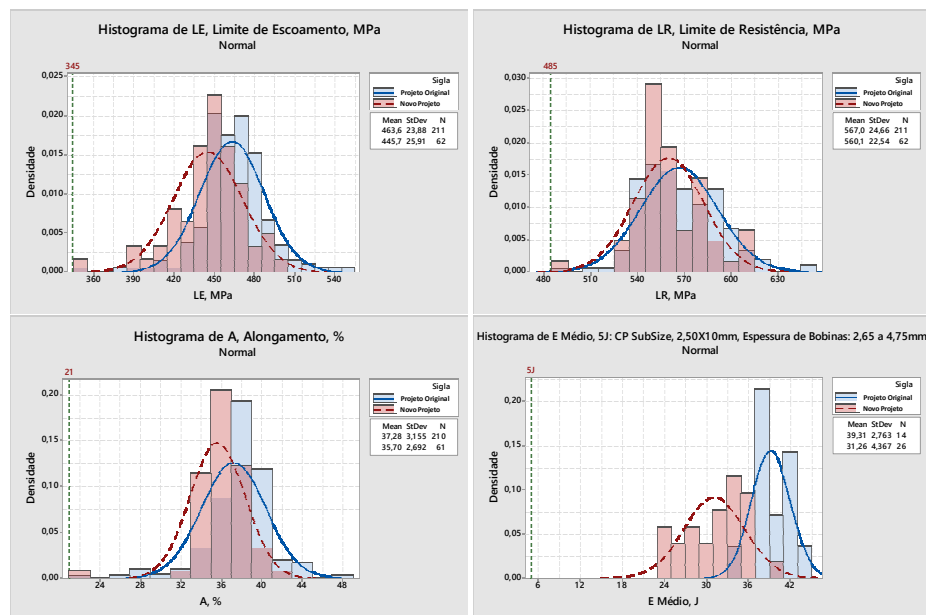 Histograma de LE, Limite de Escoamento, MPa
Normal
345
0,025
0,020
0,015
0,010
0,005
0,000
Densidade
360
390
420
450
480
510
540
LE, MPa
Sigla
Projeto Original
Novo Projeto
Mean StDev N
463,6 23,88 211
445,7 25,91 62
Histograma de LR, Limite de Resistência, MPa
Normal
485
0,030
0,025
0,020
0,015
0,010
0,005
0,000
Densidade
480
510
540
570
600
630
LR, MPa
Sigla
Projeto Original
Novo Projeto
Mean StDev N
567,0 24,66 211
560,1 22,54 62
Histograma de A, Alongamento, %
Normal
21
0,20
0,15
0,10
0,05
0,00
Densidade
24
28
32
36
40
44
48
A, %
Sigla
Projeto Original
Novo Projeto
Mean StDev N
37,28 3,155 210
35,70 2,692 61
Histograma de E Médio, 5J: CP SubSize, 2,50X10mm, Espessura de Bobinas: 2,65 a 4,75mm
Normal
5J
0,20
0,15
0,10
0,05
0,00
Densidade
6
12
18
24
30
36
42
E Médio, J
Sigla
Projeto Original
Novo Projeto
Mean StDev N
39,31 2,763 14
31,26 4,367 26